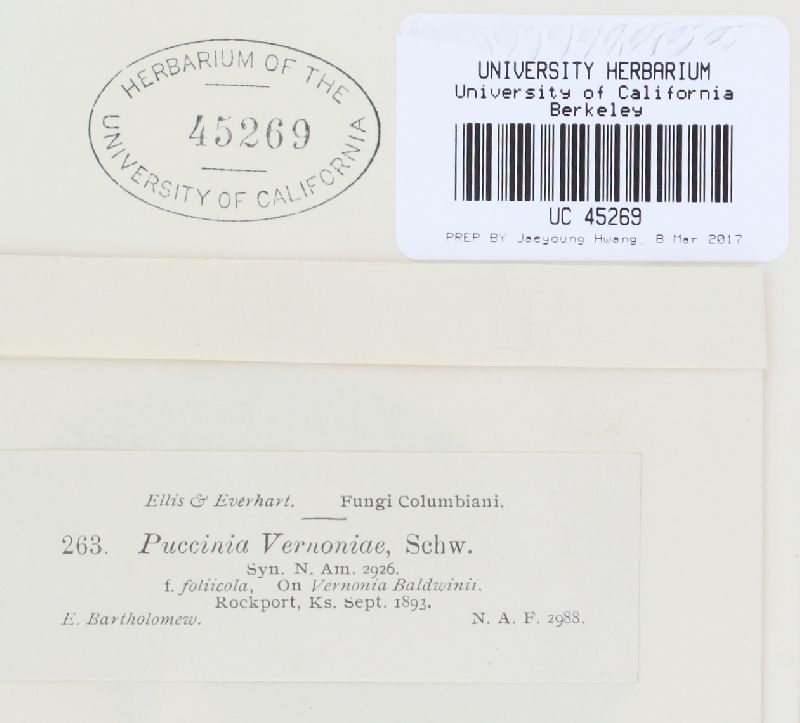 HERBARIUM OF THE
45269
UNIVERSITY OF CALIFORNIA
UNIVERSITY HERBARIUM
University of California
Berkeley
UC 45269
PREP BY Jaeyoung Hwang, 8 Mar 2017
Ellis & Everhart. Fungi Columbiani.
263. Puccinia Vernoniae, Schw.
Syn. N. Am. 2926.
f. foliicola, On Vernonia Baldwinii.
Rockport, Ks. Sept. 1893.
E. Bartholomew. N. A. F. 2988.